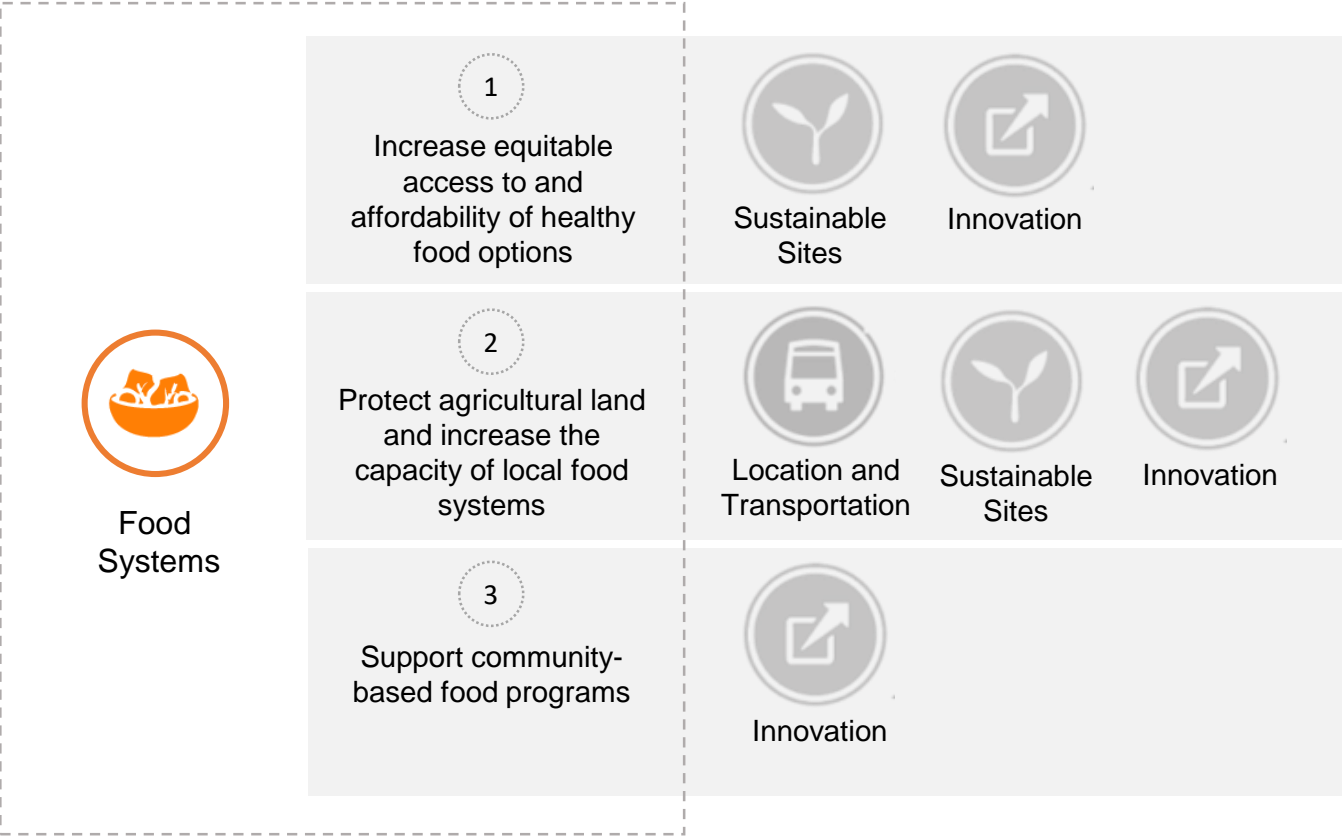 Food
Systems
1
Increase equitable
access to and
affordability of healthy
food options
Sustainable
Sites
Innovation
2
Protect agricultural land
and increase the
capacity of local food
systems
Location and
Transportation
Sustainable
Sites
Innovation
3
Support community-
based food programs
Innovation